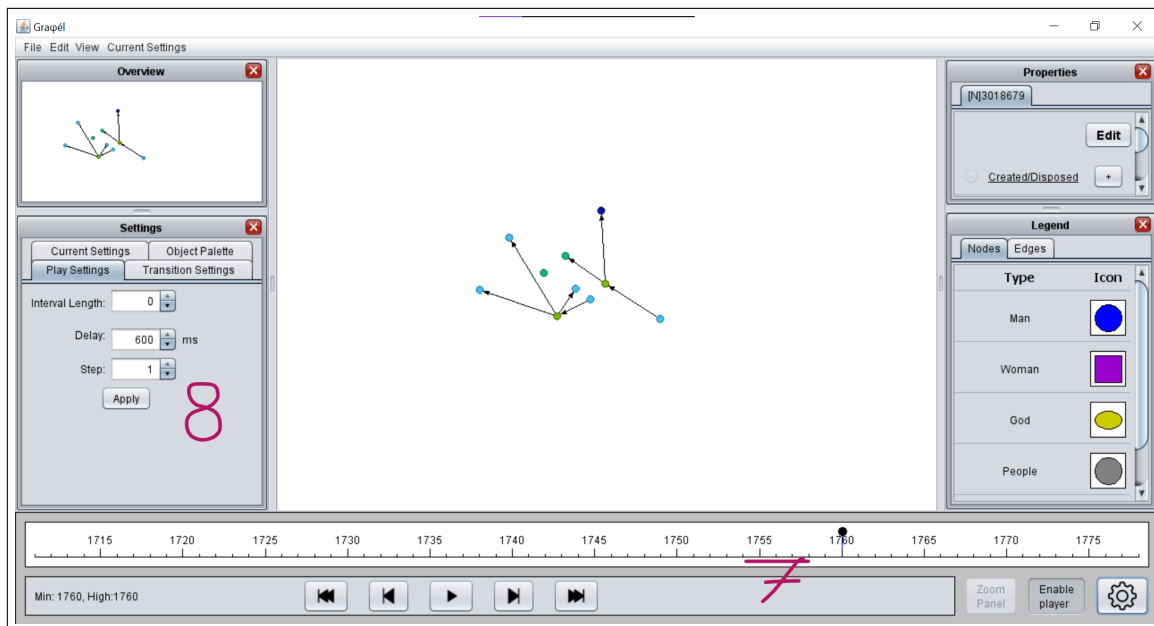 Graφél
File Edit View Current Settings
Overview
Settings
Current Settings Object Palette
Play Settings Transition Settings
Interval Length: 0
Delay: 600 ms
Step: 1
Apply
8
Properties
[N]3018679
Edit
Created/Disposed +
Legend
Nodes Edges
Type Icon
Man
Woman
God
People
1715 1720 1725 1730 1735 1740 1745 1750 1755 1760 1765 1770 1775
7
Min: 1760, High:1760
Zoom Panel
Enable player